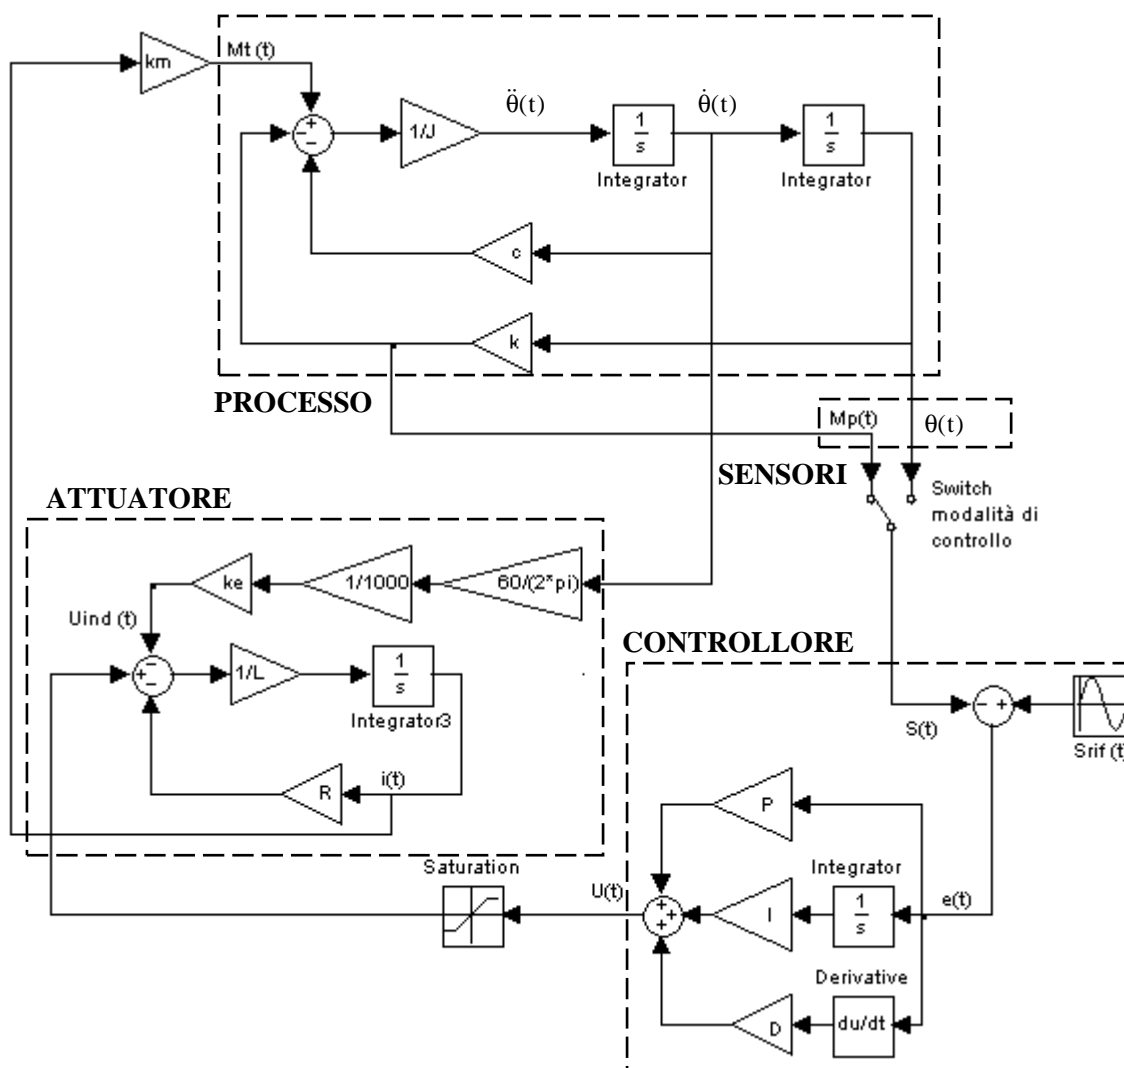 km
Mt (t)
+
−
−
1/J
θ̈(t)
1
s
Integrator
θ̇(t)
1
s
Integrator
c
k
PROCESSO
Mp(t)
θ(t)
SENSORI
Switch
modalità di
controllo
ATTUATORE
ke
1/1000
60/(2*pi)
Uind (t)
−
+
−
1/L
1
s
Integrator3
R
i(t)
CONTROLLORE
− +
S(t)
Srif (t)
P
Saturation
U(t)
+
+
+
I
Integrator
1
s
e(t)
Derivative
D
du/dt